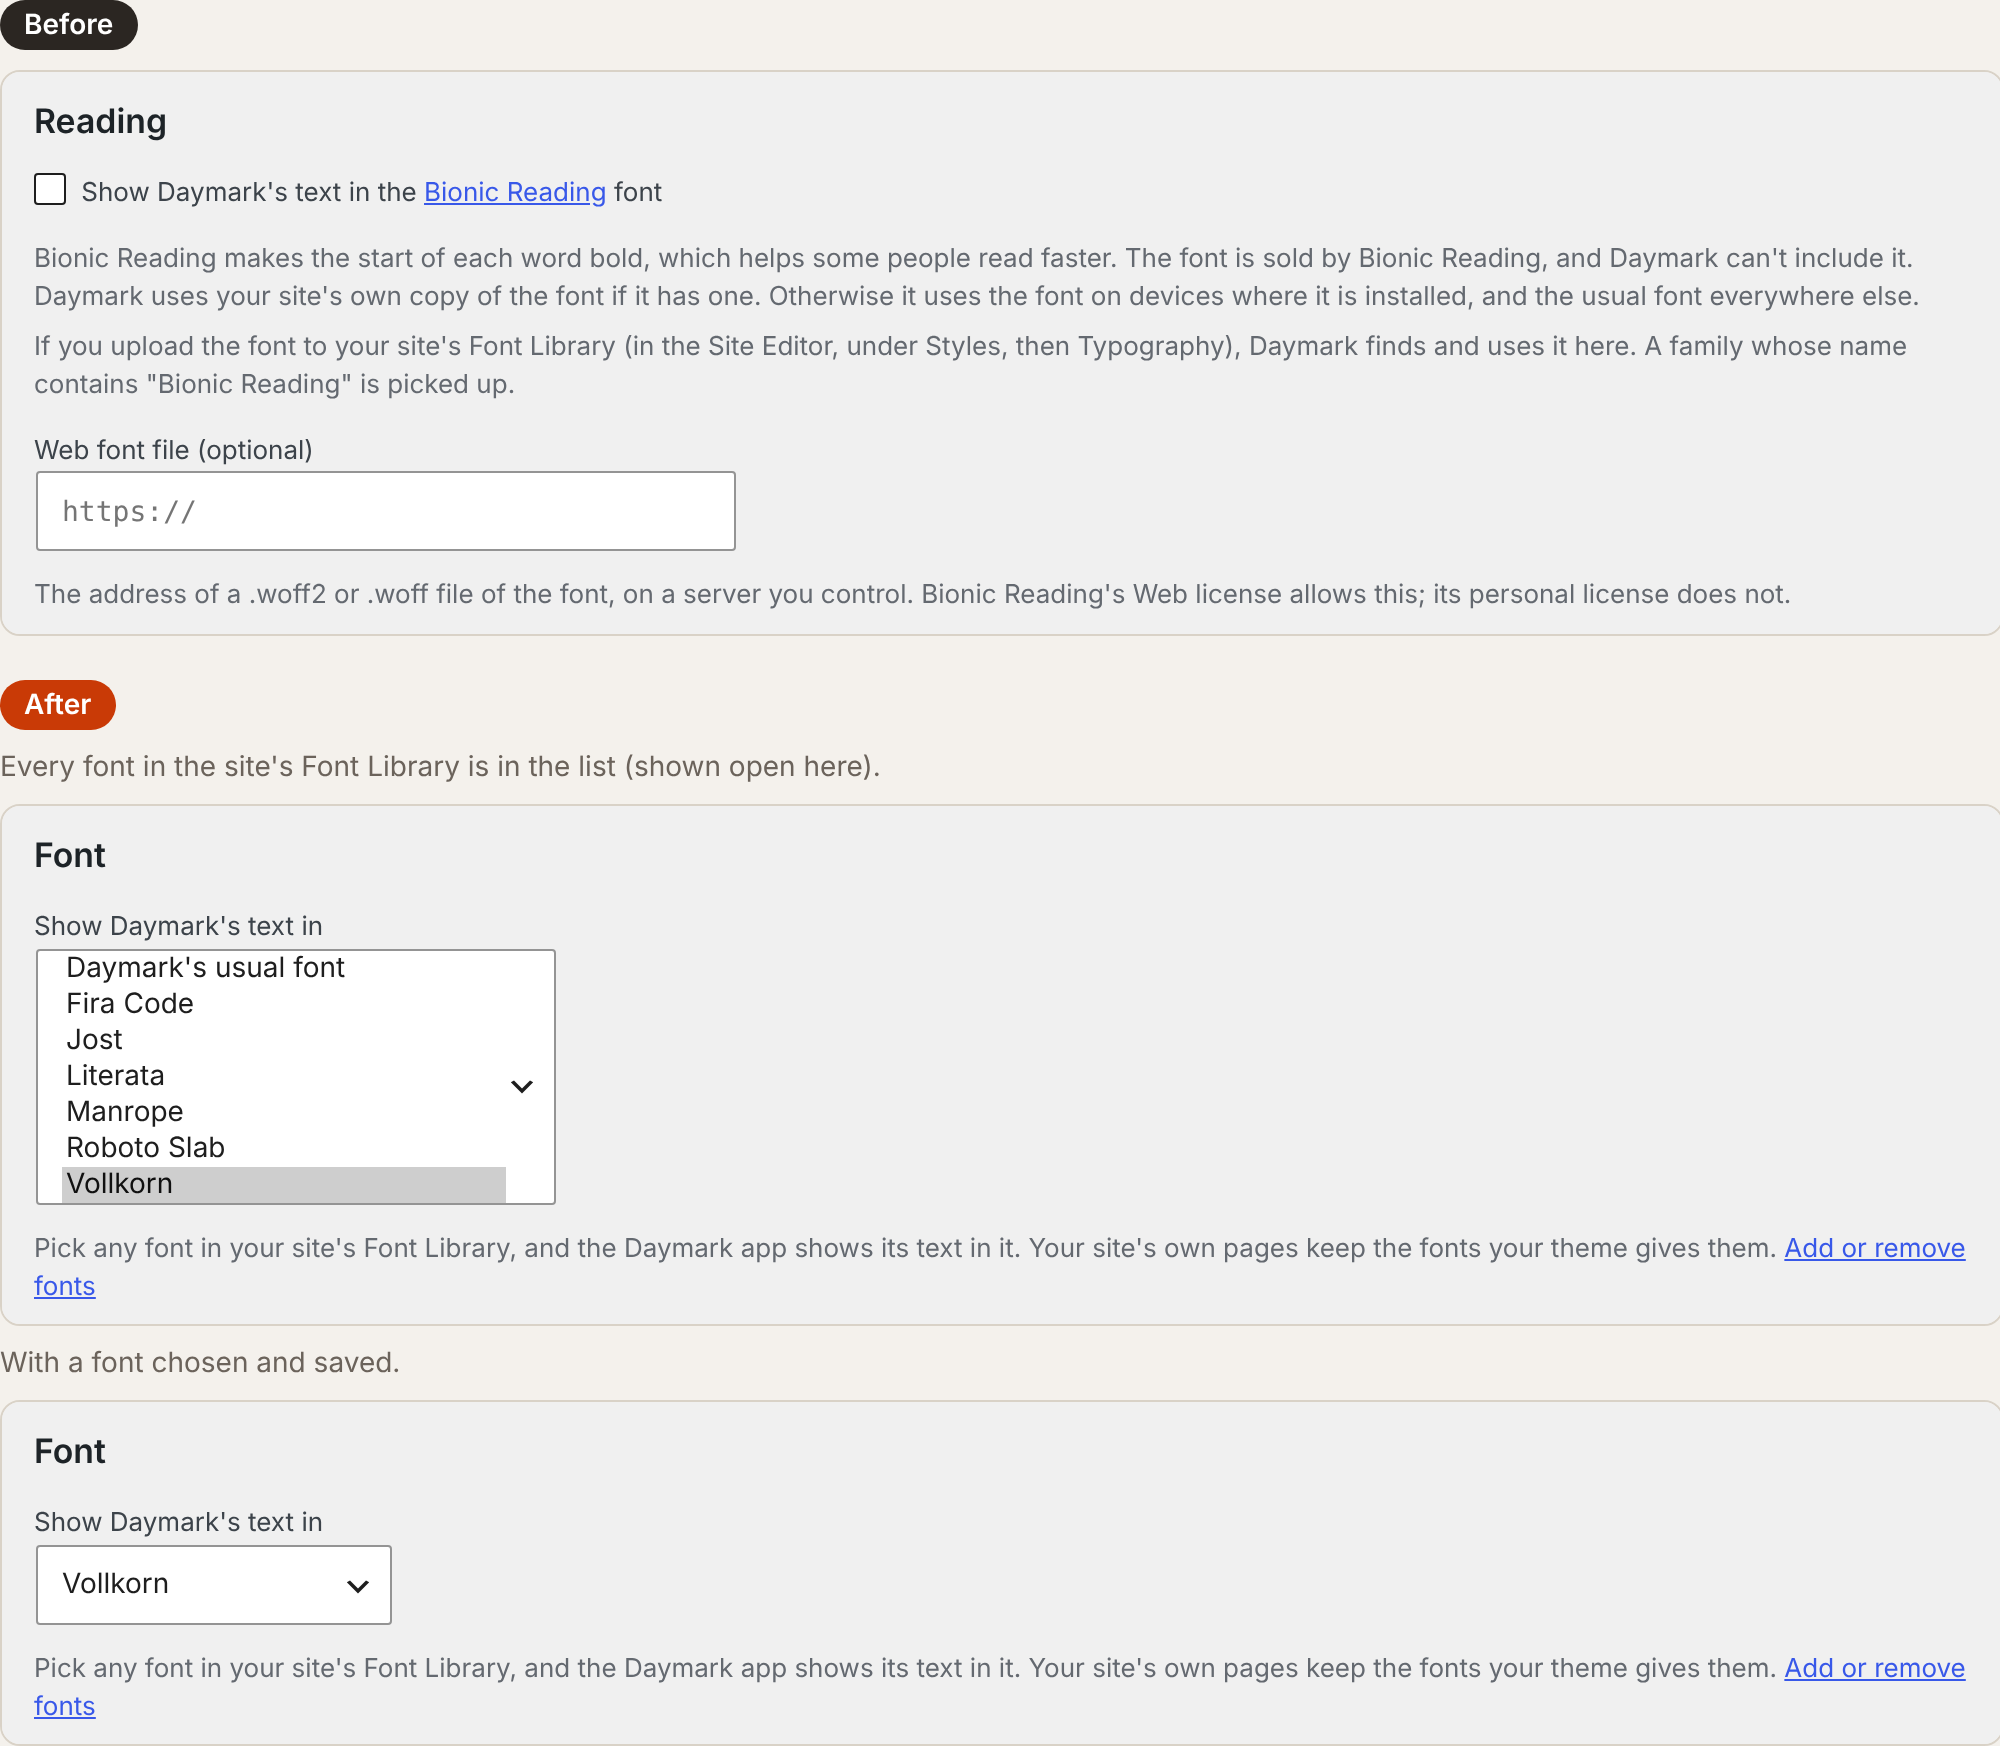 Before
Reading
Show Daymark's text in the Bionic Reading font
Bionic Reading makes the start of each word bold, which helps some people read faster. The font is sold by Bionic Reading, and Daymark can't include it.
Daymark uses your site's own copy of the font if it has one. Otherwise it uses the font on devices where it is installed, and the usual font everywhere else.
If you upload the font to your site's Font Library (in the Site Editor, under Styles, then Typography), Daymark finds and uses it here. A family whose name
contains "Bionic Reading" is picked up.
Web font file (optional)
https://
The address of a .woff2 or .woff file of the font, on a server you control. Bionic Reading's Web license allows this; its personal license does not.
After
Every font in the site's Font Library is in the list (shown open here).
Font
Show Daymark's text in
Daymark's usual font
Fira Code
Jost
Literata
Manrope
Roboto Slab
Vollkorn
Pick any font in your site's Font Library, and the Daymark app shows its text in it. Your site's own pages keep the fonts your theme gives them. Add or remove
fonts
With a font chosen and saved.
Font
Show Daymark's text in
Vollkorn
Pick any font in your site's Font Library, and the Daymark app shows its text in it. Your site's own pages keep the fonts your theme gives them. Add or remove
fonts